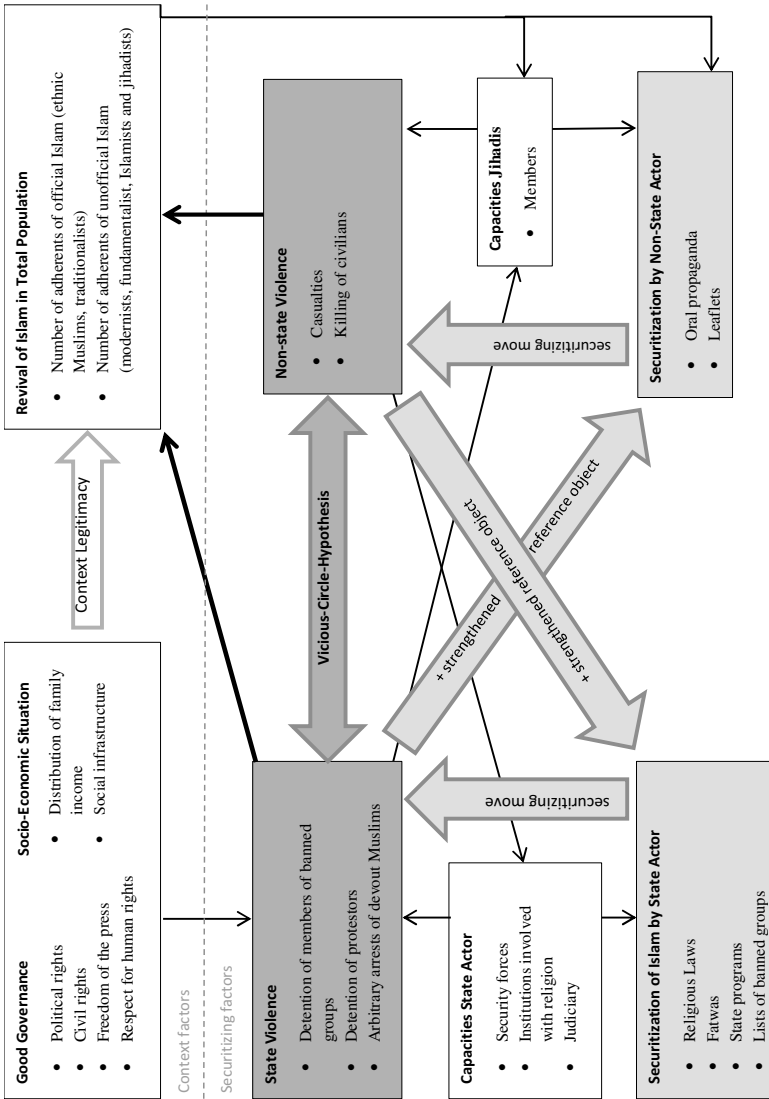 Good Governance
• Political rights
• Civil rights
• Freedom of the press
• Respect for human rights
Socio-Economic Situation
• Distribution of family
income
• Social infrastructure
Context Legitimacy
Revival of Islam in Total Population
• Number of adherents of official Islam (ethnic
Muslims, traditionalists)
• Number of adherents of unofficial Islam
(modernists, fundamentalist, Islamists and jihadists)
Context factors
Securitizing factors
State Violence
• Detention of members of banned
groups
• Detention of protestors
• Arbitrary arrests of devout Muslims
Vicious-Circle-Hypothesis
Non-state Violence
• Casualties
• Killing of civilians
Capacities State Actor
• Security forces
• Institutions involved
with religion
• Judiciary
securitizing move
+ strengthened reference object
+ strengthened reference object
securitizing move
Capacities Jihadis
• Members
Securitization of Islam by State Actor
• Religious Laws
• Fatwas
• State programs
• Lists of banned groups
Securitization by Non-State Actor
• Oral propaganda
• Leaflets